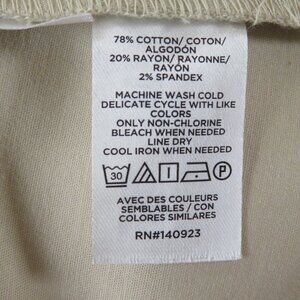 78% COTTON/ COTON/
ALGODÓN
20% RAYON/ RAYONNE/
RAYÓN
2% SPANDEX
MACHINE WASH COLD
DELICATE CYCLE WITH LIKE
COLORS
ONLY NON-CHLORINE
BLEACH WHEN NEEDED
LINE DRY
COOL IRON WHEN NEEDED
30 P
AVEC DES COULEURS
SEMBLABLES / CON
COLORES SIMILARES
RN#140923